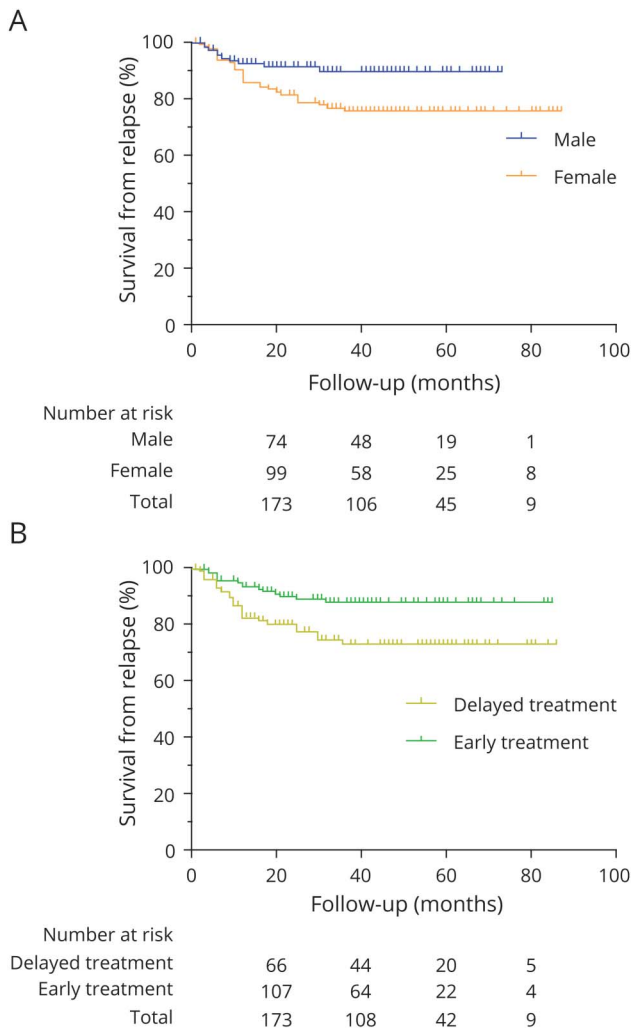 A
Survival from relapse (%)
100
80
60
40
20
0
Male
Female
0 20 40 60 80 100
Follow-up (months)
Number at risk
Male 74 48 19 1
Female 99 58 25 8
Total 173 106 45 9
B
Survival from relapse (%)
100
80
60
40
20
0
Delayed treatment
Early treatment
0 20 40 60 80 100
Follow-up (months)
Number at risk
Delayed treatment 66 44 20 5
Early treatment 107 64 22 4
Total 173 108 42 9